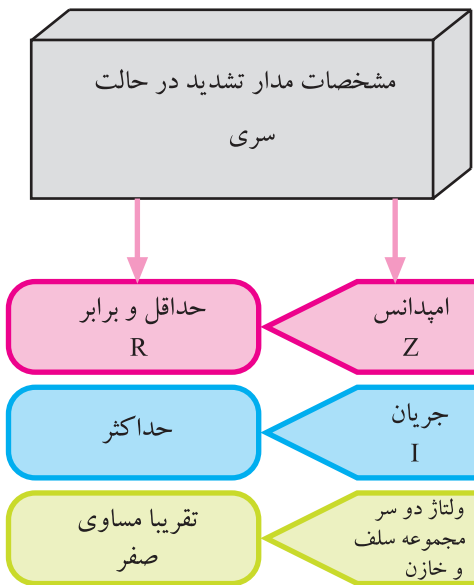 مشخصات مدار تشدید در حالت
سری
امپدانس
Z
حداقل و برابر
R
جریان
I
حداکثر
ولتاژ دو سر
مجموعه سلف
و خازن
تقریبا مساوی
صفر